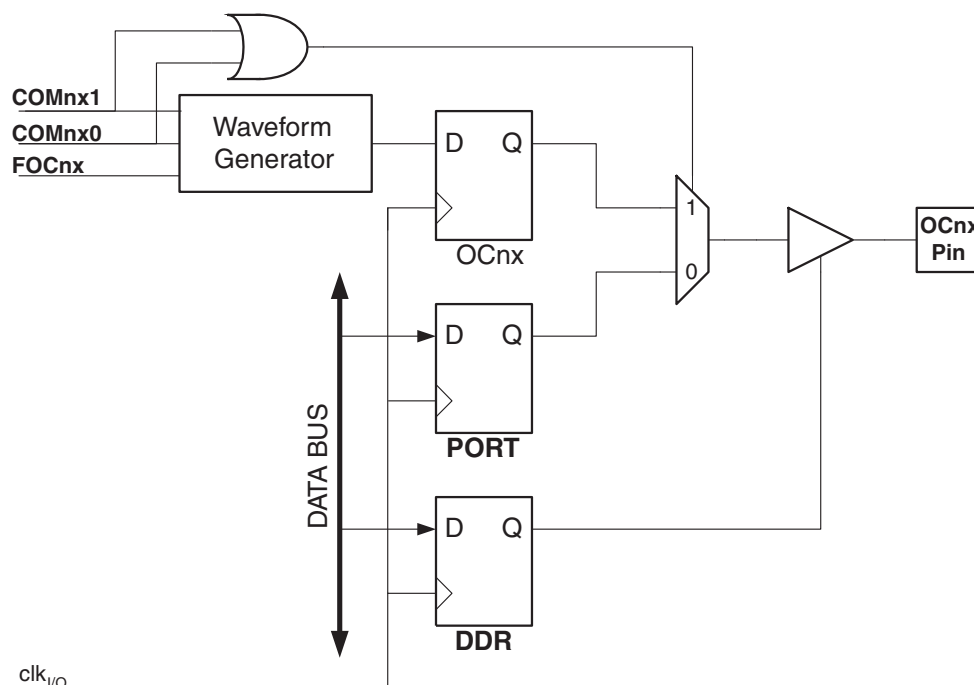 COMnx1
COMnx0
FOCnx
Waveform
Generator
D Q
OCnx
1
0
OCnx
Pin
DATA BUS
D Q
PORT
D Q
DDR
clkI/O